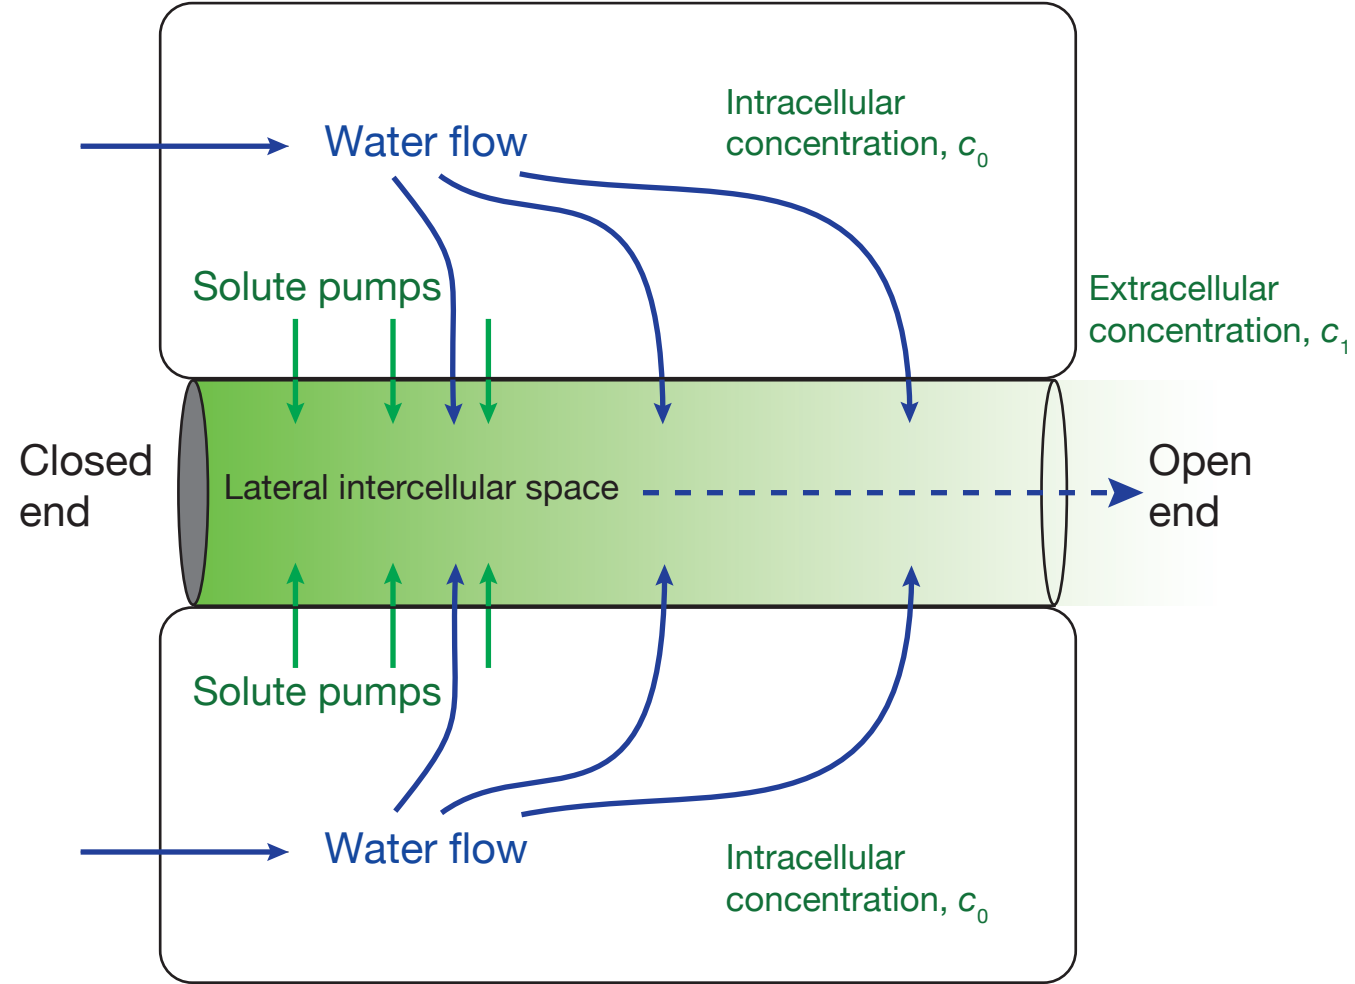 Intracellular
concentration, c₀
Water flow
Solute pumps
Extracellular
concentration, c₁
Closed
end
Lateral intercellular space
Open
end
Solute pumps
Water flow
Intracellular
concentration, c₀